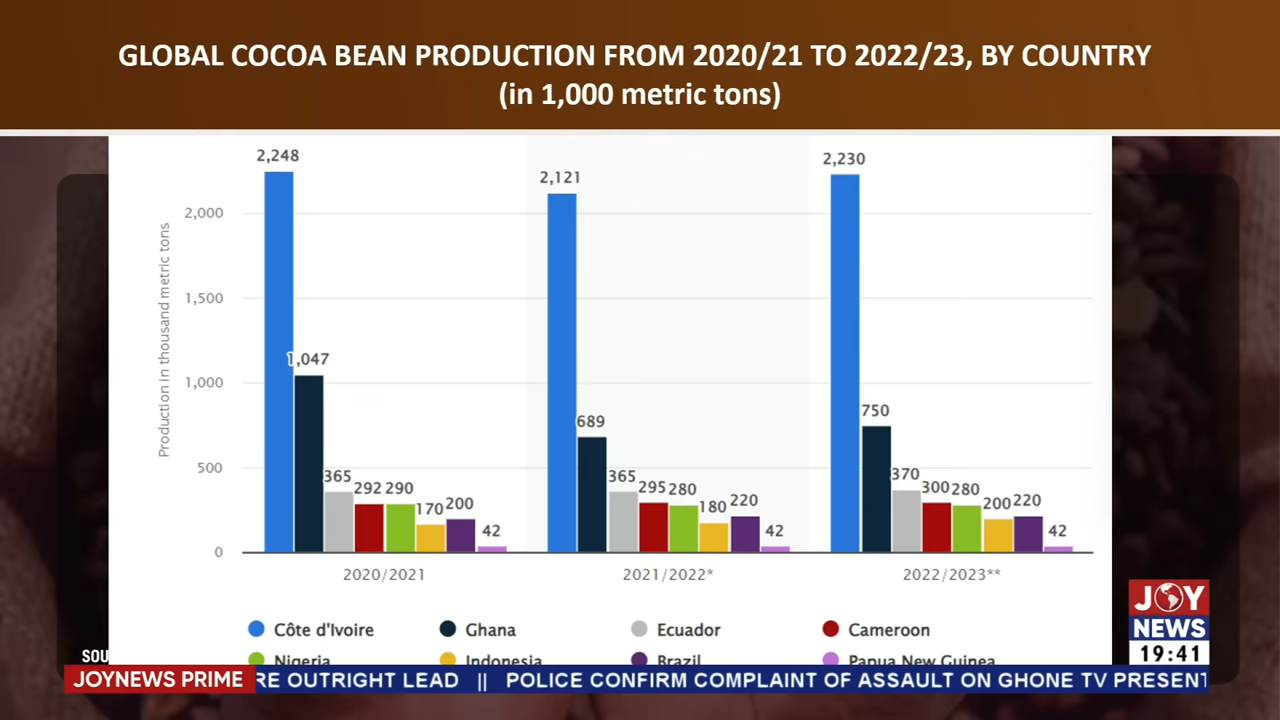 GLOBAL COCOA BEAN PRODUCTION FROM 2020/21 TO 2022/23, BY COUNTRY
(in 1,000 metric tons)
Production in thousand metric tons
2,000
1,500
1,000
500
0
2,248
1,047
365
292
290
170
200
42
2,121
689
365
295
280
180
220
42
2,230
750
370
300
280
200
220
42
2020/2021
2021/2022*
2022/2023**
Côte d'Ivoire
Ghana
Ecuador
Cameroon
Nigeria
Indonesia
Brazil
Papua New Guinea
SOU
JOY
NEWS
19:41
JOYNEWS PRIME
RE OUTRIGHT LEAD || POLICE CONFIRM COMPLAINT OF ASSAULT ON GHONE TV PRESENT